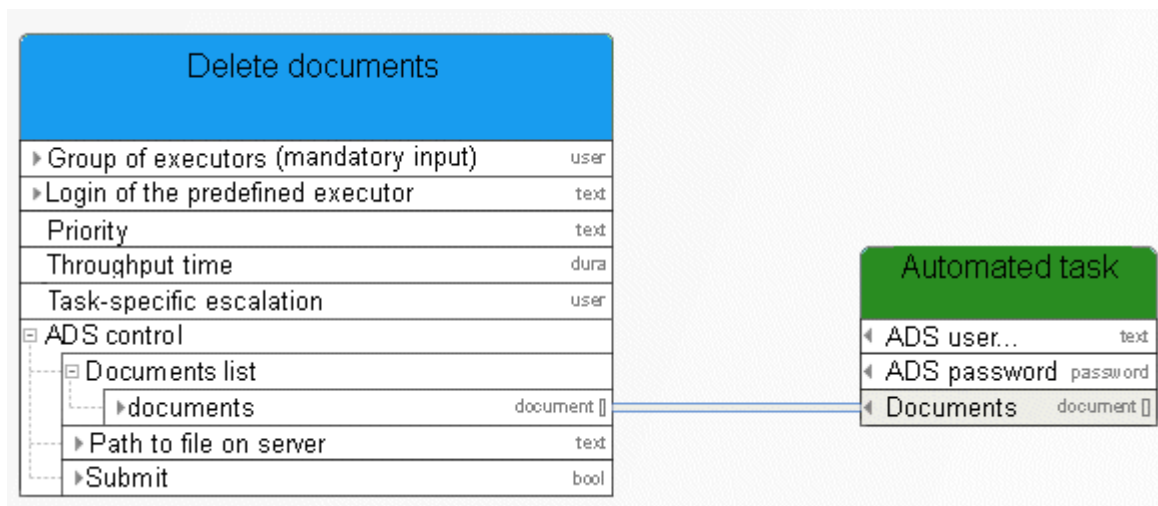 Delete documents
Group of executors (mandatory input) user
Login of the predefined executor text
Priority text
Throughput time dura
Task-specific escalation user
ADS control
Documents list
documents document []
Path to file on server text
Submit bool
Automated task
ADS user... text
ADS password password
Documents document []